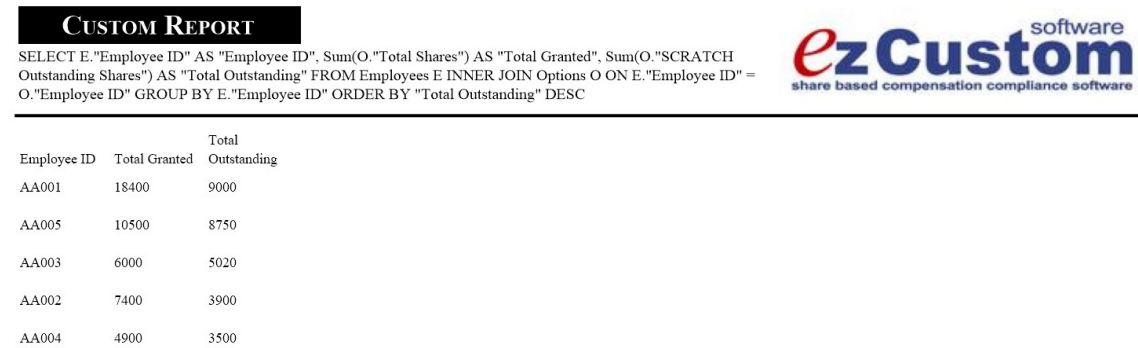 CUSTOM REPORT
SELECT E."Employee ID" AS "Employee ID", Sum(O."Total Shares") AS "Total Granted", Sum(O."SCRATCH
Outstanding Shares") AS "Total Outstanding" FROM Employees E INNER JOIN Options O ON E."Employee ID" =
O."Employee ID" GROUP BY E."Employee ID" ORDER BY "Total Outstanding" DESC
software
ezCustom
share based compensation compliance software
Employee ID Total Granted Total
Outstanding
AA001 18400 9000
AA005 10500 8750
AA003 6000 5020
AA002 7400 3900
AA004 4900 3500